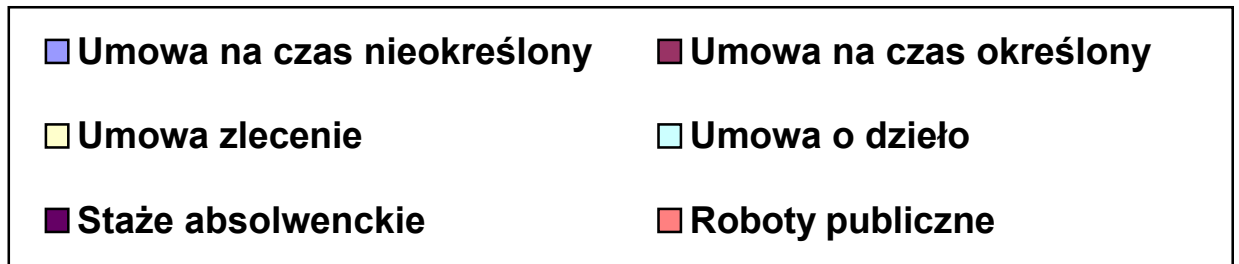 Umowa na czas nieokreślony Umowa na czas określony
Umowa zlecenie Umowa o dzieło
Staże absolwenckie Roboty publiczne